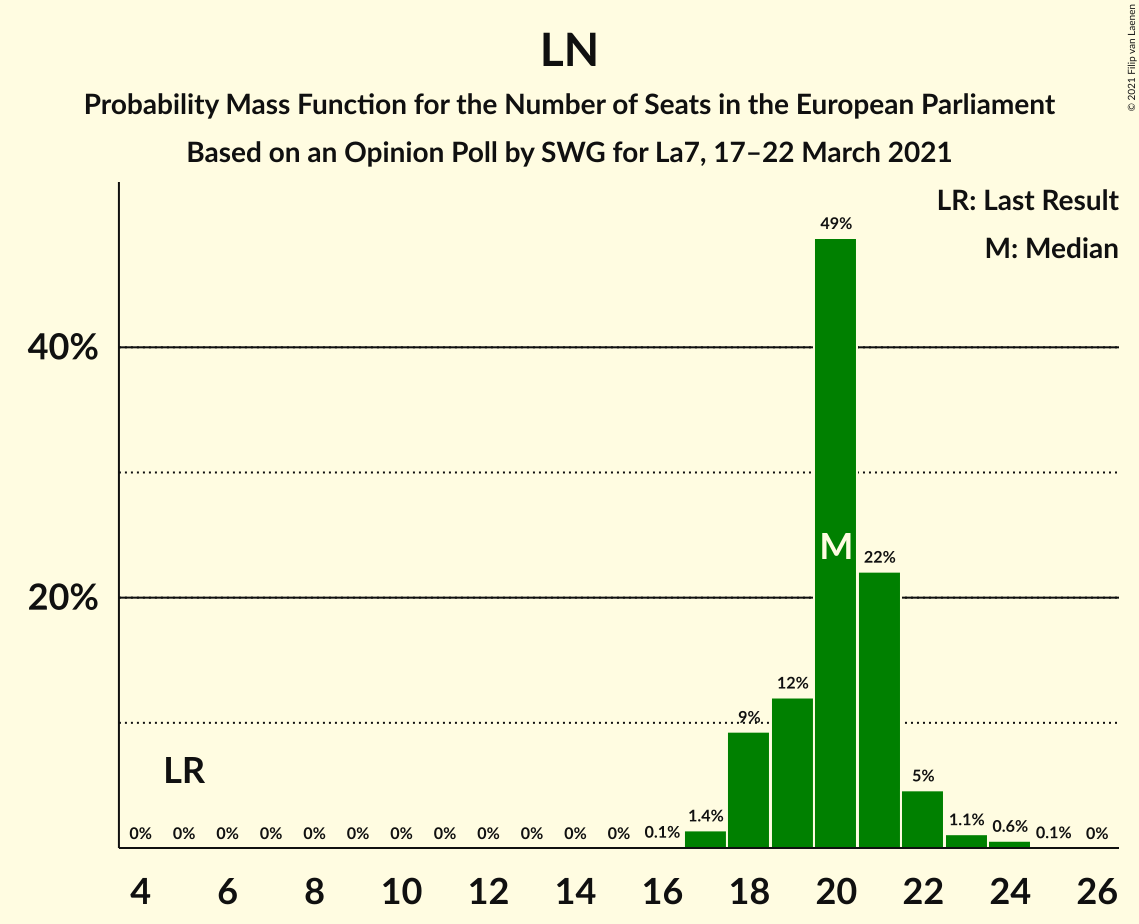 LN
Probability Mass Function for the Number of Seats in the European Parliament
Based on an Opinion Poll by SWG for La7, 17–22 March 2021
© 2021 Filip van Laenen
LR: Last Result
M: Median
40%
20%
LR
M
0% 0% 0% 0% 0% 0% 0% 0% 0% 0% 0% 0% 0.1% 1.4% 9% 12% 49% 22% 5% 1.1% 0.6% 0.1% 0%
4 6 8 10 12 14 16 18 20 22 24 26